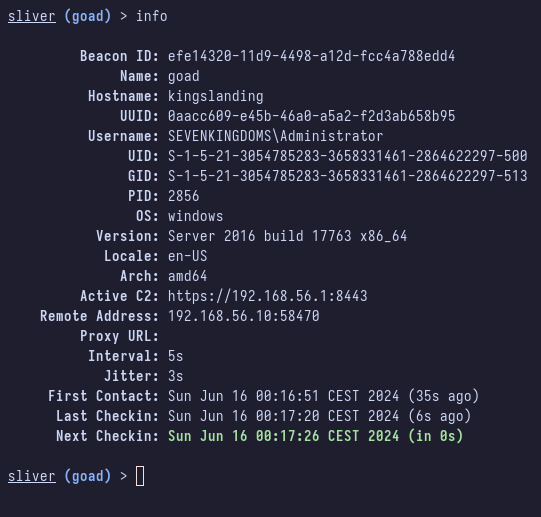 sliver (goad) > info
Beacon ID: efe14320-11d9-4498-a12d-fcc4a788edd4
Name: goad
Hostname: kingslanding
UUID: 0aacc609-e45b-46a0-a5a2-f2d3ab658b95
Username: SEVENKINGDOMS\Administrator
UID: S-1-5-21-3054785283-3658331461-2864622297-500
GID: S-1-5-21-3054785283-3658331461-2864622297-513
PID: 2856
OS: windows
Version: Server 2016 build 17763 x86_64
Locale: en-US
Arch: amd64
Active C2: https://192.168.56.1:8443
Remote Address: 192.168.56.10:58470
Proxy URL:
Interval: 5s
Jitter: 3s
First Contact: Sun Jun 16 00:16:51 CEST 2024 (35s ago)
Last Checkin: Sun Jun 16 00:17:20 CEST 2024 (6s ago)
Next Checkin: Sun Jun 16 00:17:26 CEST 2024 (in 0s)
sliver (goad) >